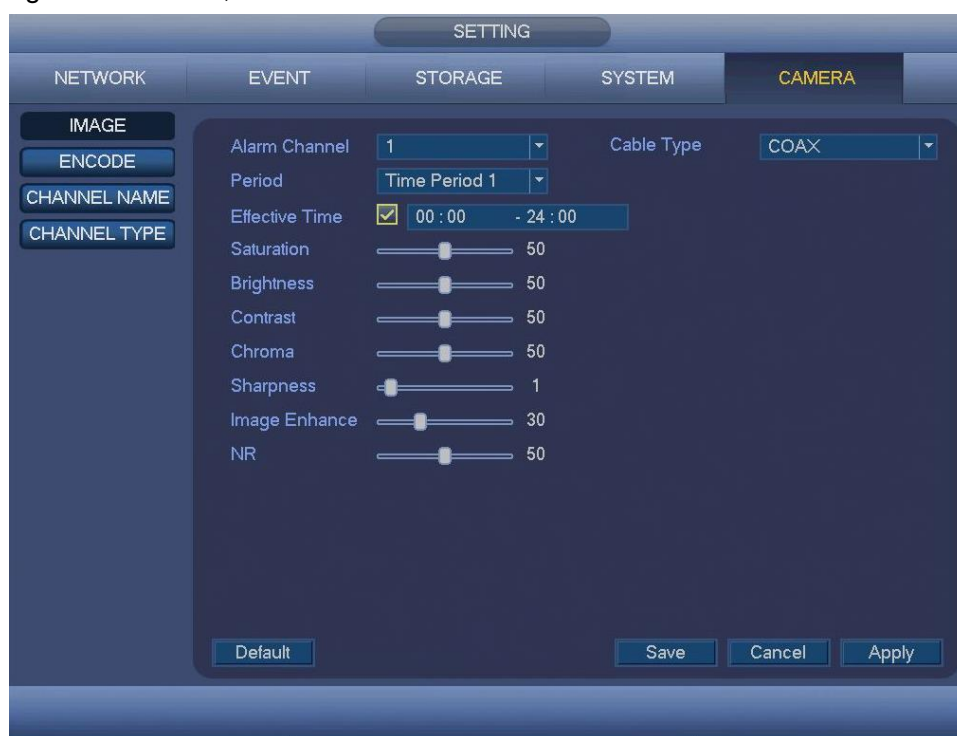 SETTING
NETWORK EVENT STORAGE SYSTEM CAMERA
IMAGE
ENCODE
CHANNEL NAME
CHANNEL TYPE
Alarm Channel 1 Cable Type COAX
Period Time Period 1
Effective Time 00 : 00 - 24 : 00
Saturation 50
Brightness 50
Contrast 50
Chroma 50
Sharpness 1
Image Enhance 30
NR 50
Default Save Cancel Apply